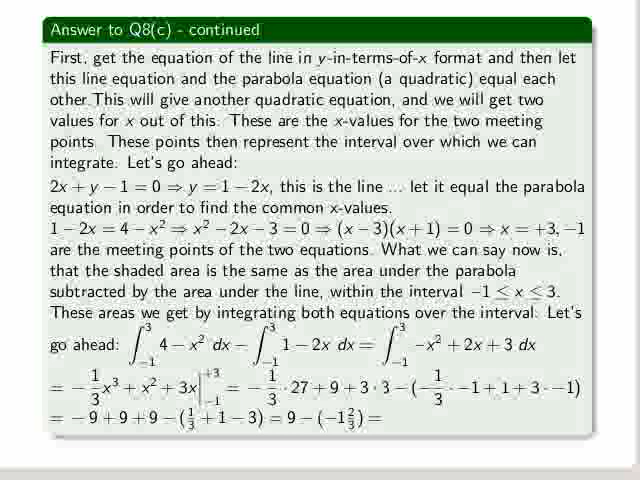 Answer to Q8(c) - continued
First, get the equation of the line in y-in-terms-of-x format and then let
this line equation and the parabola equation (a quadratic) equal each
other.This will give another quadratic equation, and we will get two
values for x out of this. These are the x-values for the two meeting
points. These points then represent the interval over which we can
integrate. Let's go ahead:
2x + y − 1 = 0 ⇒ y = 1 − 2x, this is the line ... let it equal the parabola
equation in order to find the common x-values.
1 − 2x = 4 − x² ⇒ x² − 2x − 3 = 0 ⇒ (x − 3)(x + 1) = 0 ⇒ x = +3, −1
are the meeting points of the two equations. What we can say now is,
that the shaded area is the same as the area under the parabola
subtracted by the area under the line, within the interval −1 ≤ x ≤ 3.
These areas we get by integrating both equations over the interval. Let's
go ahead: ∫₋₁³ 4 − x² dx − ∫₋₁³ 1 − 2x dx = ∫₋₁³ −x² + 2x + 3 dx
= −1/3 x³ + x² + 3x |₋₁⁺³ = −1/3 · 27 + 9 + 3 · 3 − (−1/3 · −1 + 1 + 3 · −1)
= −9 + 9 + 9 − (1/3 + 1 − 3) = 9 − (−1 2/3) =